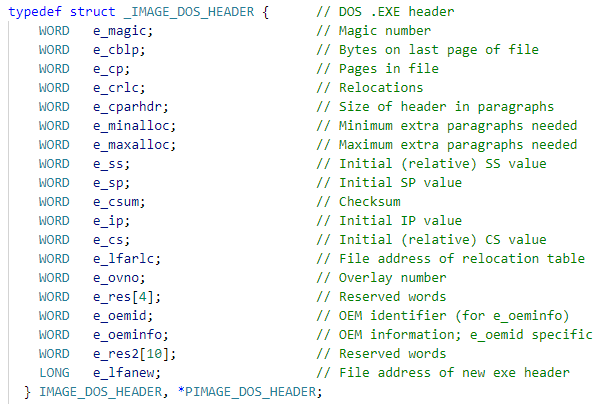 typedef struct _IMAGE_DOS_HEADER {      // DOS .EXE header
    WORD   e_magic;                     // Magic number
    WORD   e_cblp;                      // Bytes on last page of file
    WORD   e_cp;                        // Pages in file
    WORD   e_crlc;                      // Relocations
    WORD   e_cparhdr;                   // Size of header in paragraphs
    WORD   e_minalloc;                  // Minimum extra paragraphs needed
    WORD   e_maxalloc;                  // Maximum extra paragraphs needed
    WORD   e_ss;                        // Initial (relative) SS value
    WORD   e_sp;                        // Initial SP value
    WORD   e_csum;                      // Checksum
    WORD   e_ip;                        // Initial IP value
    WORD   e_cs;                        // Initial (relative) CS value
    WORD   e_lfarlc;                    // File address of relocation table
    WORD   e_ovno;                      // Overlay number
    WORD   e_res[4];                    // Reserved words
    WORD   e_oemid;                     // OEM identifier (for e_oeminfo)
    WORD   e_oeminfo;                   // OEM information; e_oemid specific
    WORD   e_res2[10];                  // Reserved words
    LONG   e_lfanew;                    // File address of new exe header
  } IMAGE_DOS_HEADER, *PIMAGE_DOS_HEADER;